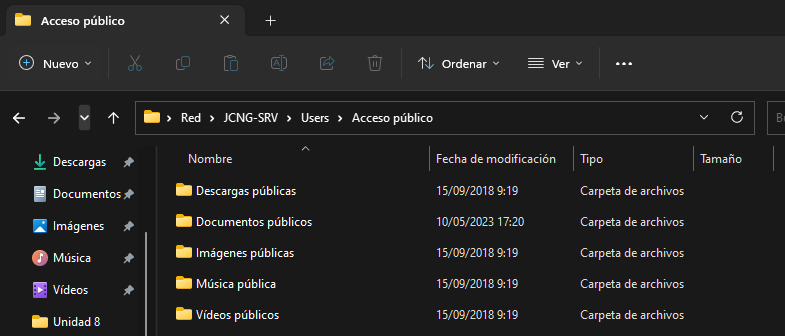 Acceso público
Nuevo
Ordenar
Ver
Red > JCNG-SRV > Users > Acceso público
Nombre Fecha de modificación Tipo Tamaño
Descargas
Documentos
Imágenes
Música
Vídeos
Unidad 8
Descargas públicas 15/09/2018 9:19 Carpeta de archivos
Documentos públicos 10/05/2023 17:20 Carpeta de archivos
Imágenes públicas 15/09/2018 9:19 Carpeta de archivos
Música pública 15/09/2018 9:19 Carpeta de archivos
Vídeos públicos 15/09/2018 9:19 Carpeta de archivos